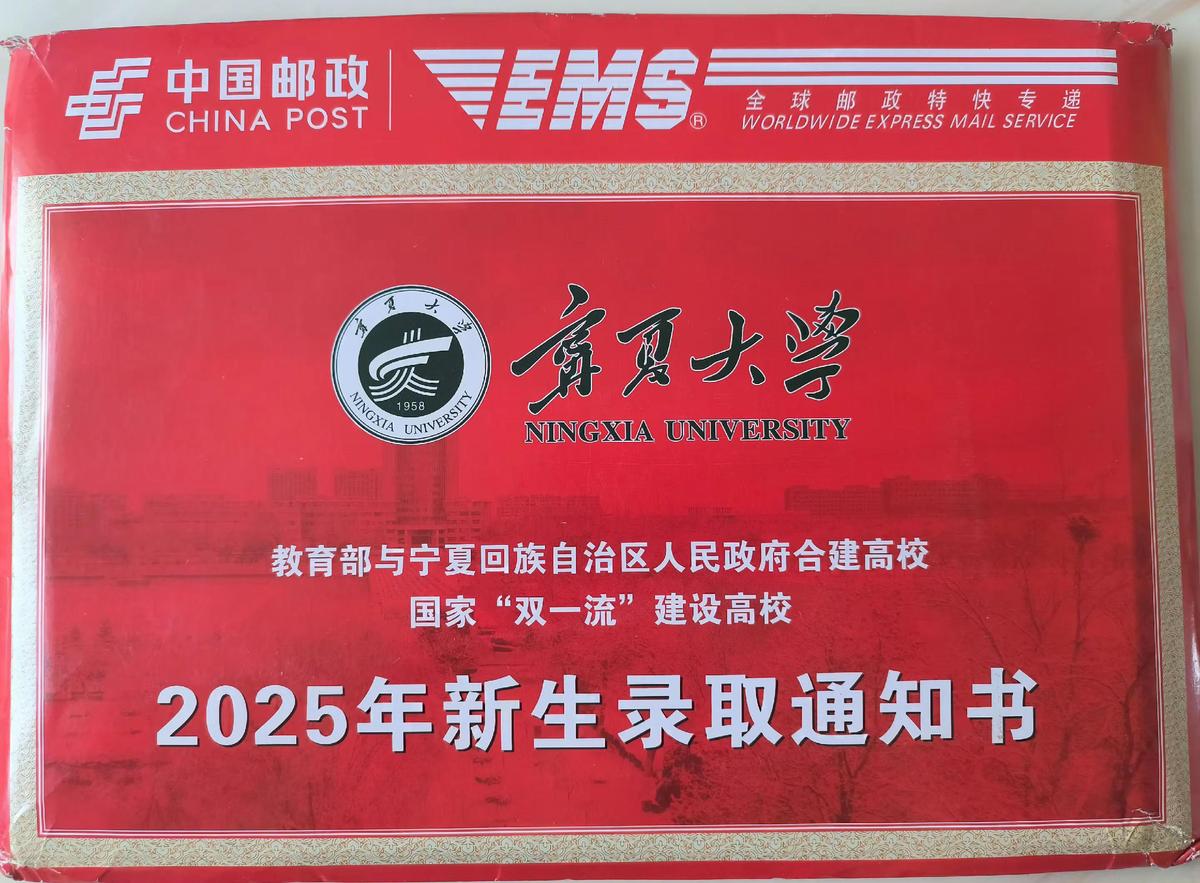 中国邮政
CHINA POST
EMS®
全球邮政特快专递
WORLDWIDE EXPRESS MAIL SERVICE
宁夏大学
1958
NINGXIA UNIVERSITY
寧夏大学
NINGXIA UNIVERSITY
教育部与宁夏回族自治区人民政府合建高校
国家“双一流”建设高校
2025年新生录取通知书